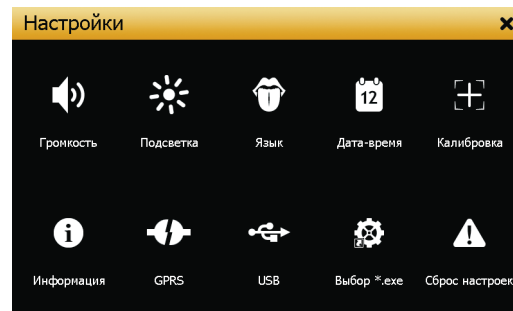 Настройки
12
Громкость Подсветка Язык Дата-время Калибровка
Информация GPRS USB Выбор *.exe Сброс настроек